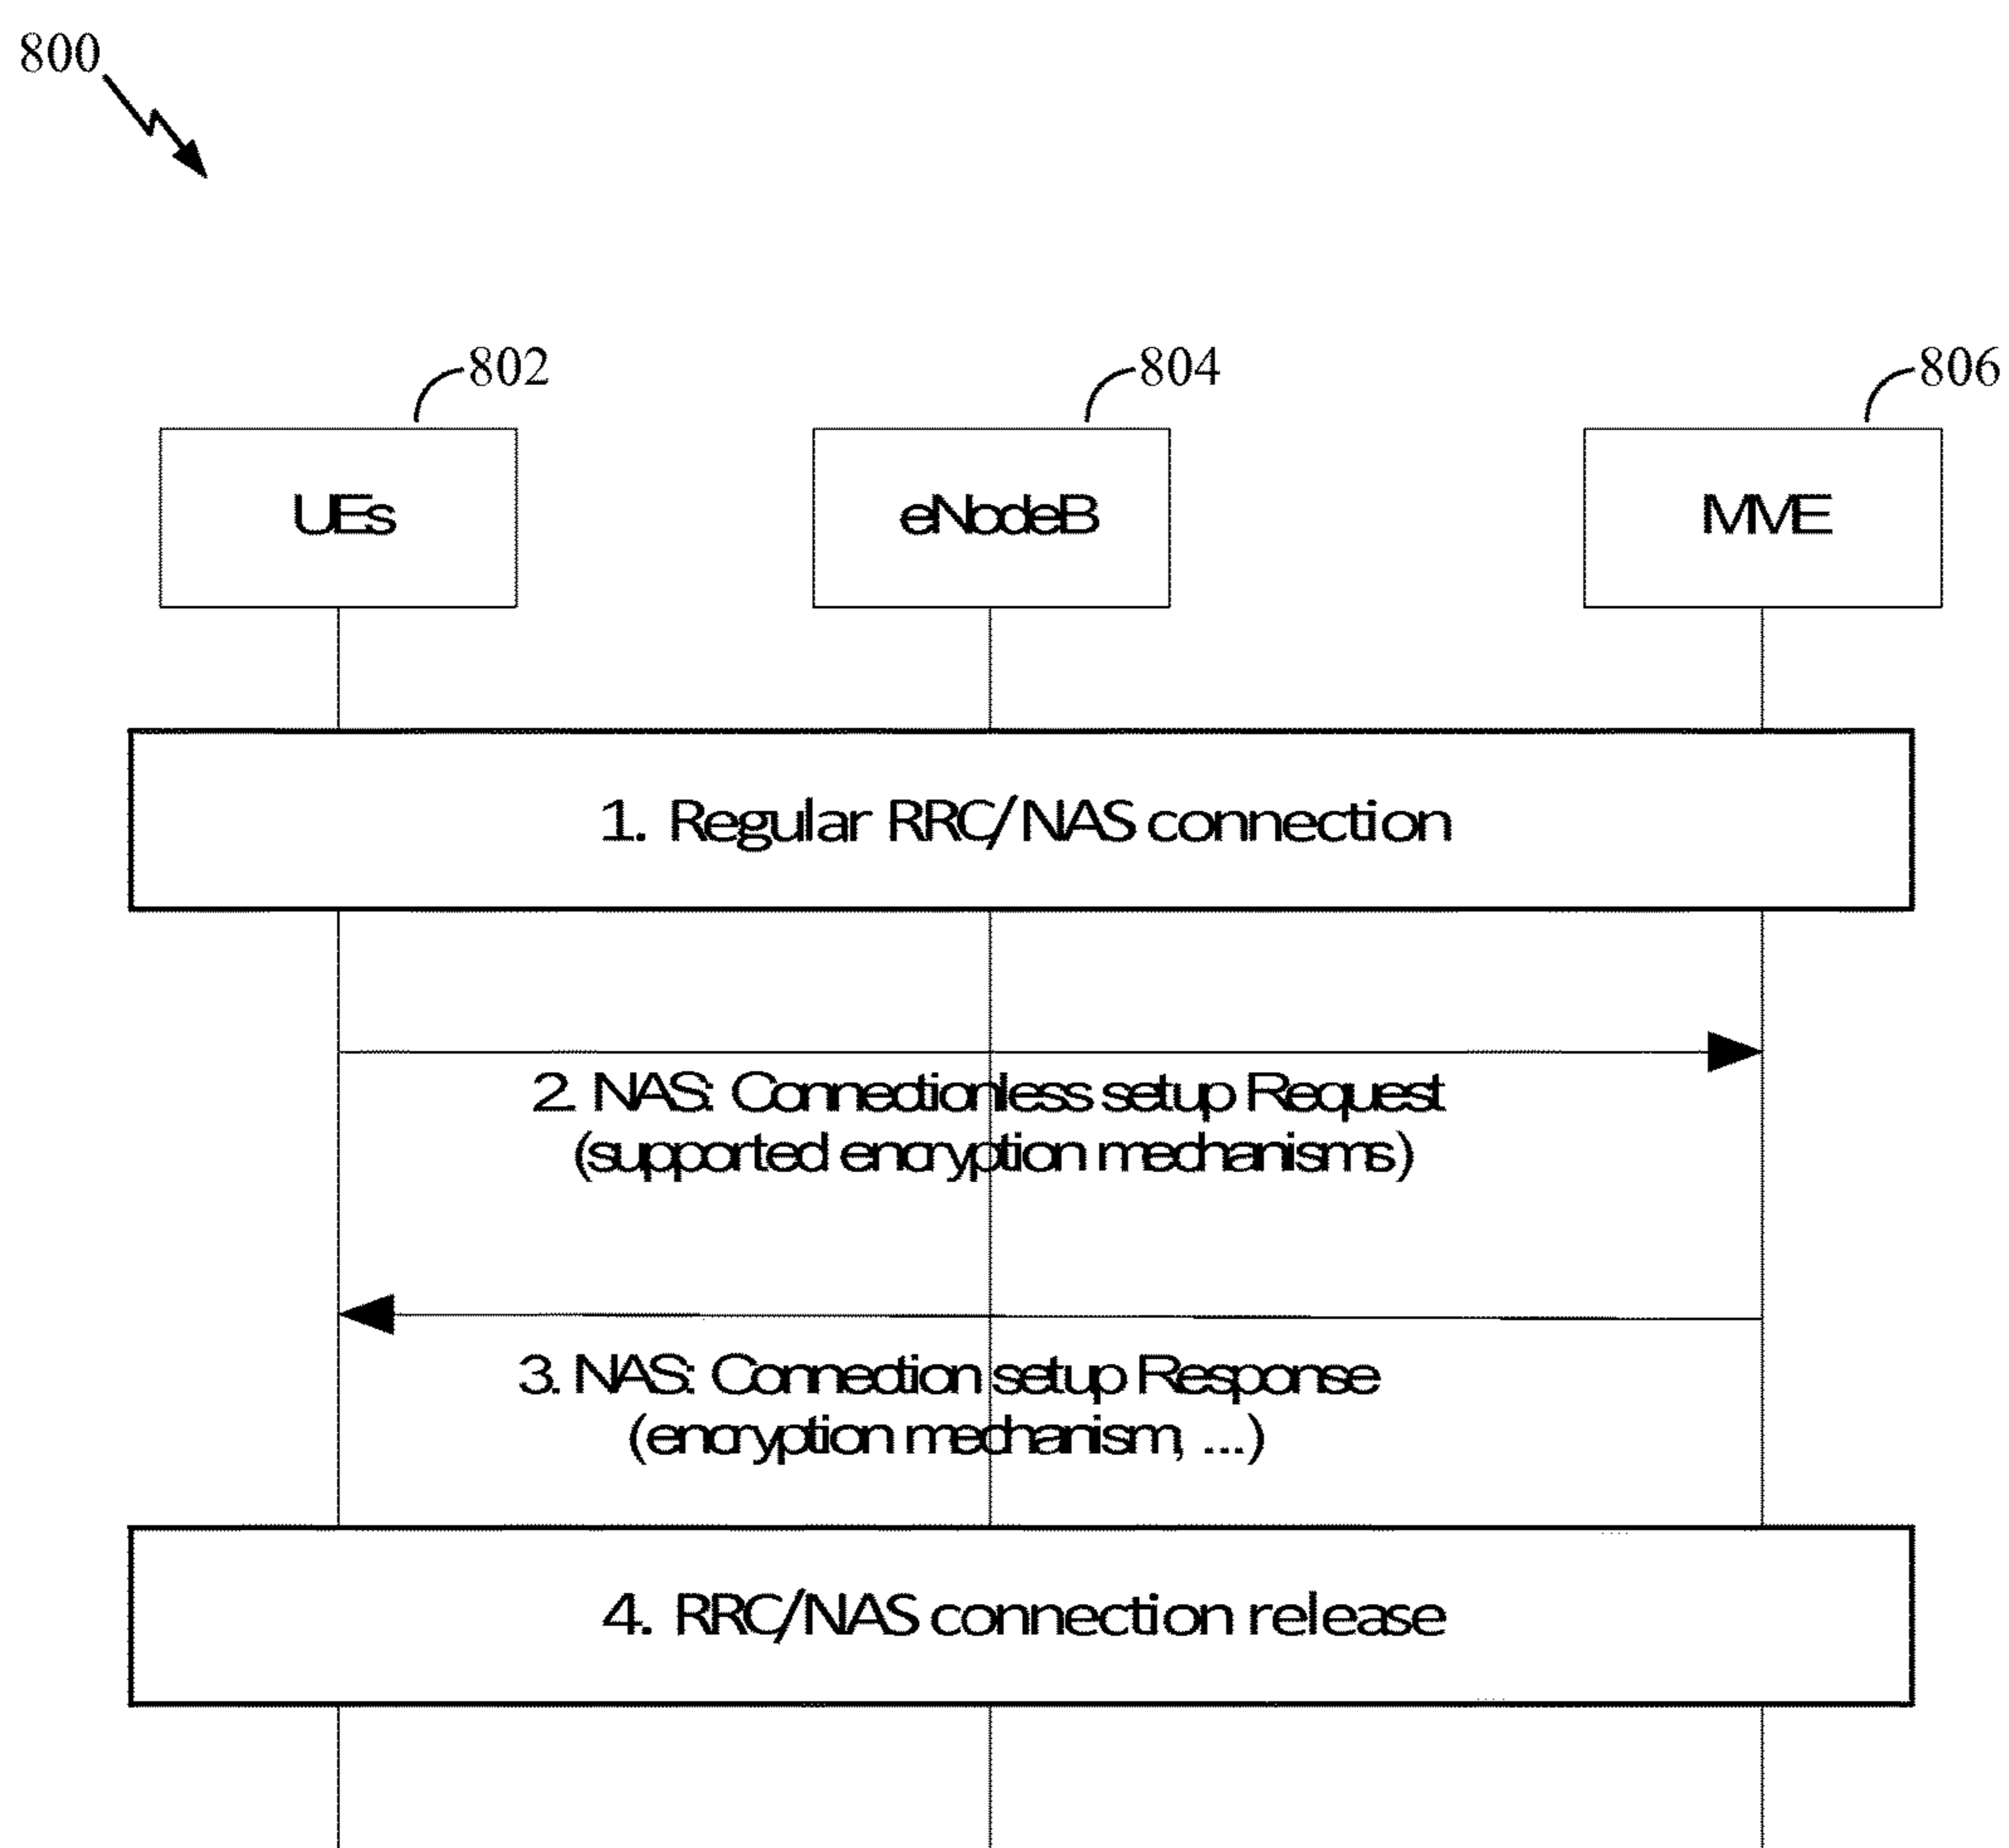 800
802
804
806
UEs
eNodeB
MME
1. Regular RRC/NAS connection
2. NAS: Connectionless setup Request
(supported encryption mechanisms)
3. NAS: Connection setup Response
(encryption mechanism, ...)
4. RRC/NAS connection release